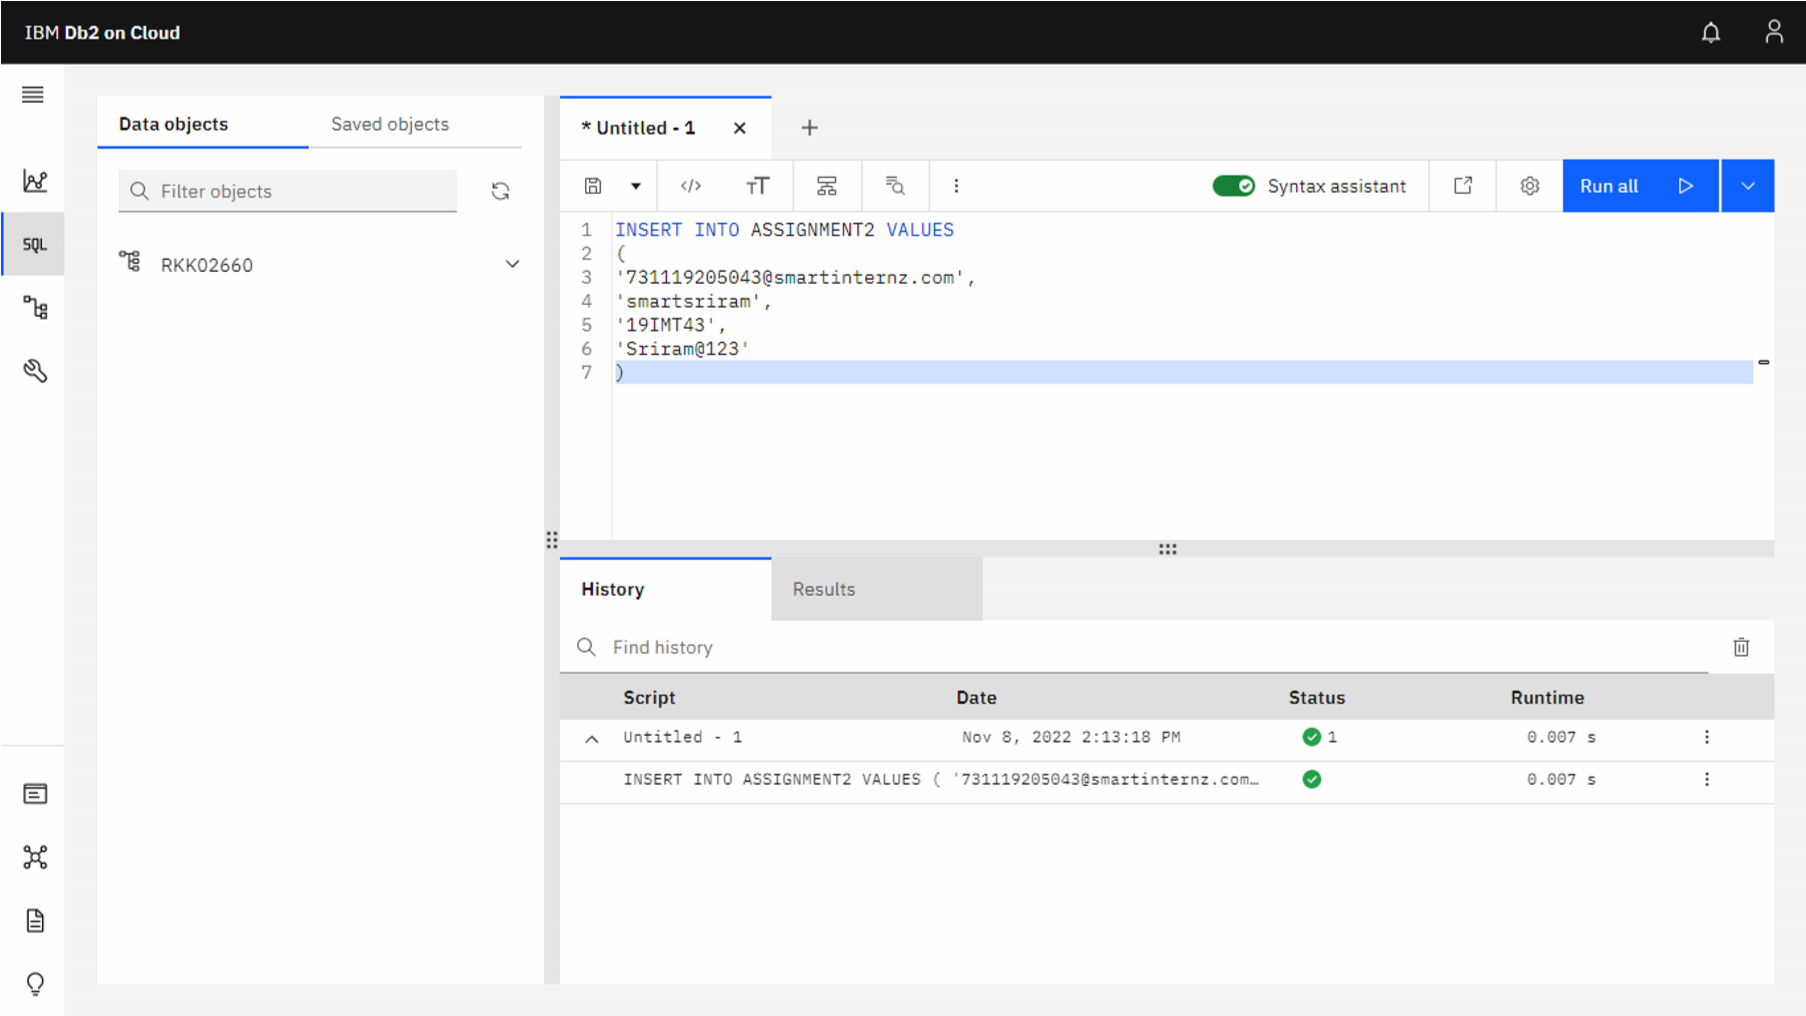 IBM Db2 on Cloud
Data objects
Saved objects
Filter objects
SQL
RKK02660
* Untitled - 1
Syntax assistant
Run all
1 INSERT INTO ASSIGNMENT2 VALUES
2 (
3 '731119205043@smartinternz.com',
4 'smartsriram',
5 '19IMT43',
6 'Sriram@123'
7 )
History
Results
Find history
Script Date Status Runtime
Untitled - 1 Nov 8, 2022 2:13:18 PM 1 0.007 s
INSERT INTO ASSIGNMENT2 VALUES ( '731119205043@smartinternz.com… 0.007 s